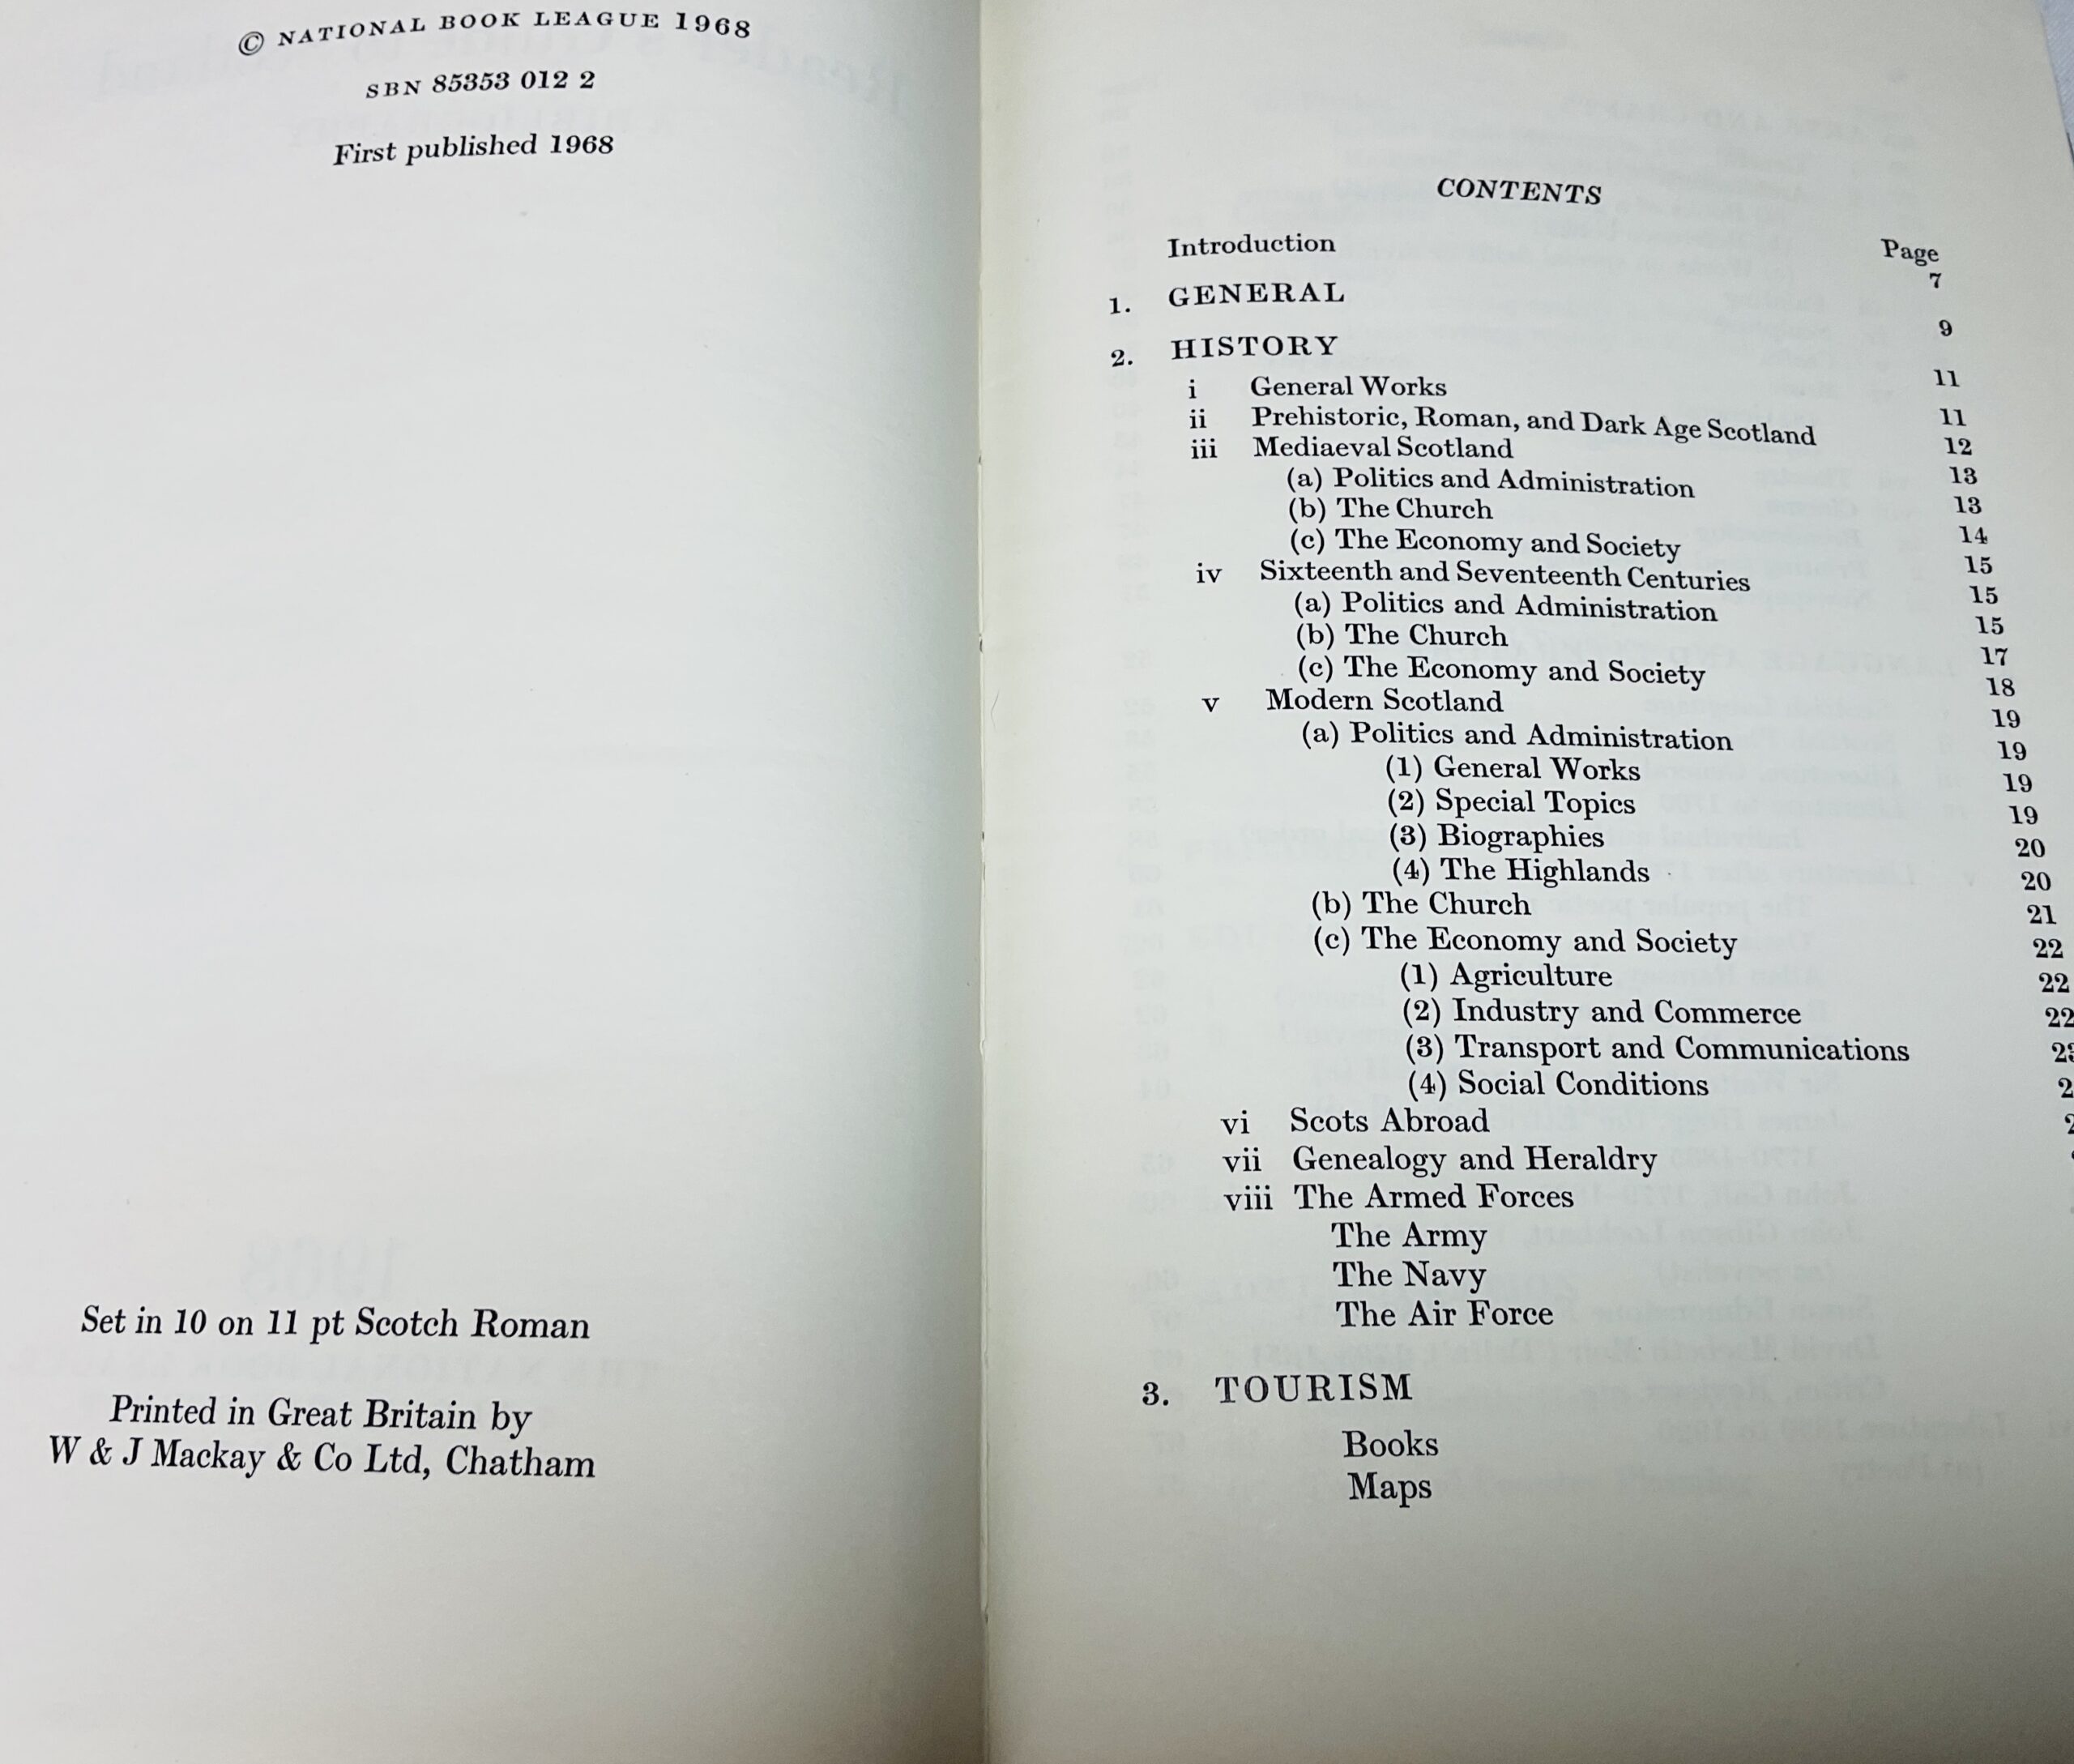 © NATIONAL BOOK LEAGUE 1968
SBN 85353 012 2
First published 1968
Set in 10 on 11 pt Scotch Roman
Printed in Great Britain by
W & J Mackay & Co Ltd, Chatham
CONTENTS
Page
Introduction 7
1. GENERAL 9
2. HISTORY 11
i General Works 11
ii Prehistoric, Roman, and Dark Age Scotland 12
iii Mediaeval Scotland 13
(a) Politics and Administration 13
(b) The Church 14
(c) The Economy and Society 15
iv Sixteenth and Seventeenth Centuries 15
(a) Politics and Administration 15
(b) The Church 17
(c) The Economy and Society 18
v Modern Scotland 19
(a) Politics and Administration 19
(1) General Works 19
(2) Special Topics 19
(3) Biographies 20
(4) The Highlands 20
(b) The Church 21
(c) The Economy and Society 22
(1) Agriculture 22
(2) Industry and Commerce 22
(3) Transport and Communications
(4) Social Conditions
vi Scots Abroad
vii Genealogy and Heraldry
viii The Armed Forces
The Army
The Navy
The Air Force
3. TOURISM
Books
Maps